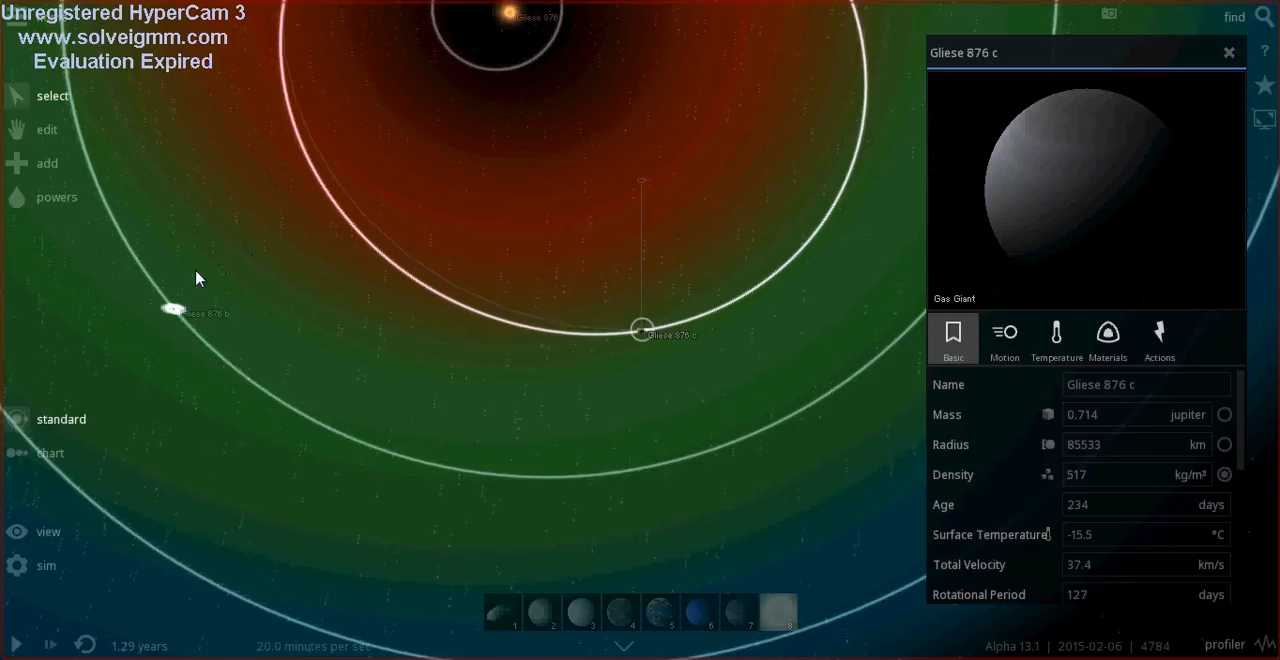 Unregistered HyperCam 3
www.solveigmm.com
Evaluation Expired
find
?
select
edit
add
powers
standard
chart
view
sim
1.29 years
20.0 minutes per sec
Gliese 876
Gliese 876 b
Gliese 876 c
1 2 3 4 5 6 7 8
Gliese 876 c
Gas Giant
Basic Motion Temperature Materials Actions
Name Gliese 876 c
Mass 0.714 jupiter
Radius 85533 km
Density 517 kg/m³
Age 234 days
Surface Temperature -15.5 °C
Total Velocity 37.4 km/s
Rotational Period 127 days
Alpha 13.1 | 2015-02-06 | 4784
profiler